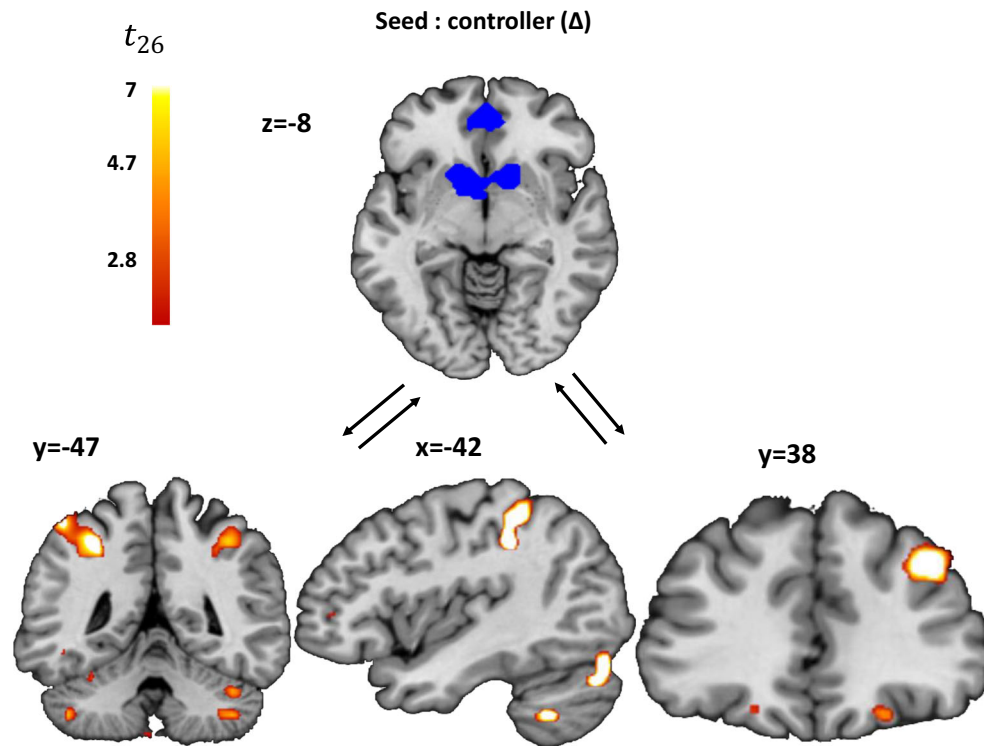 Seed : controller (Δ)
t26
7
z=-8
4.7
2.8
y=-47
x=-42
y=38